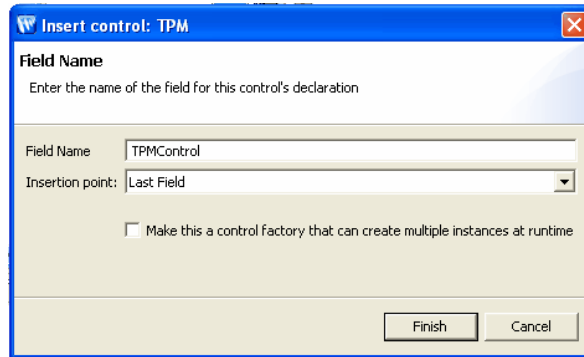 Insert control: TPM
Field Name
Enter the name of the field for this control's declaration
Field Name TPMControl
Insertion point: Last Field
Make this a control factory that can create multiple instances at runtime
Finish Cancel